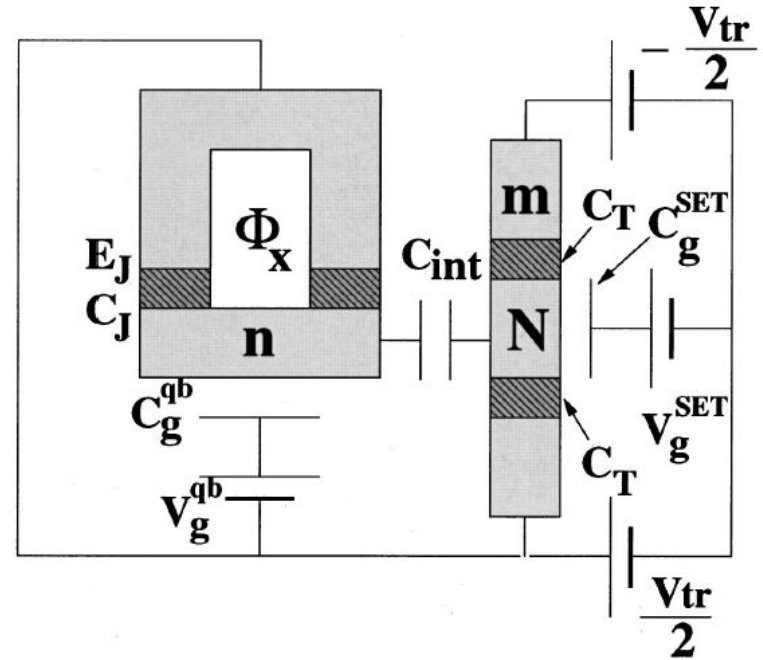 − Vtr
2
m
C_T
C_g^SET
Φ_x
E_J
C_int
C_J
N
n
C_g^qb
V_g^SET
C_T
V_g^qb
Vtr
2